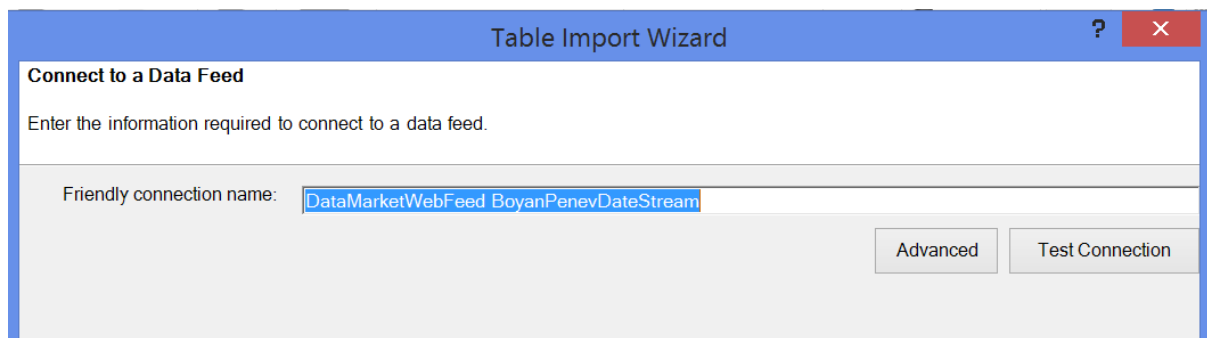 Table Import Wizard
?
Connect to a Data Feed
Enter the information required to connect to a data feed.
Friendly connection name: DataMarketWebFeed BoyanPenevDateStream
Advanced Test Connection